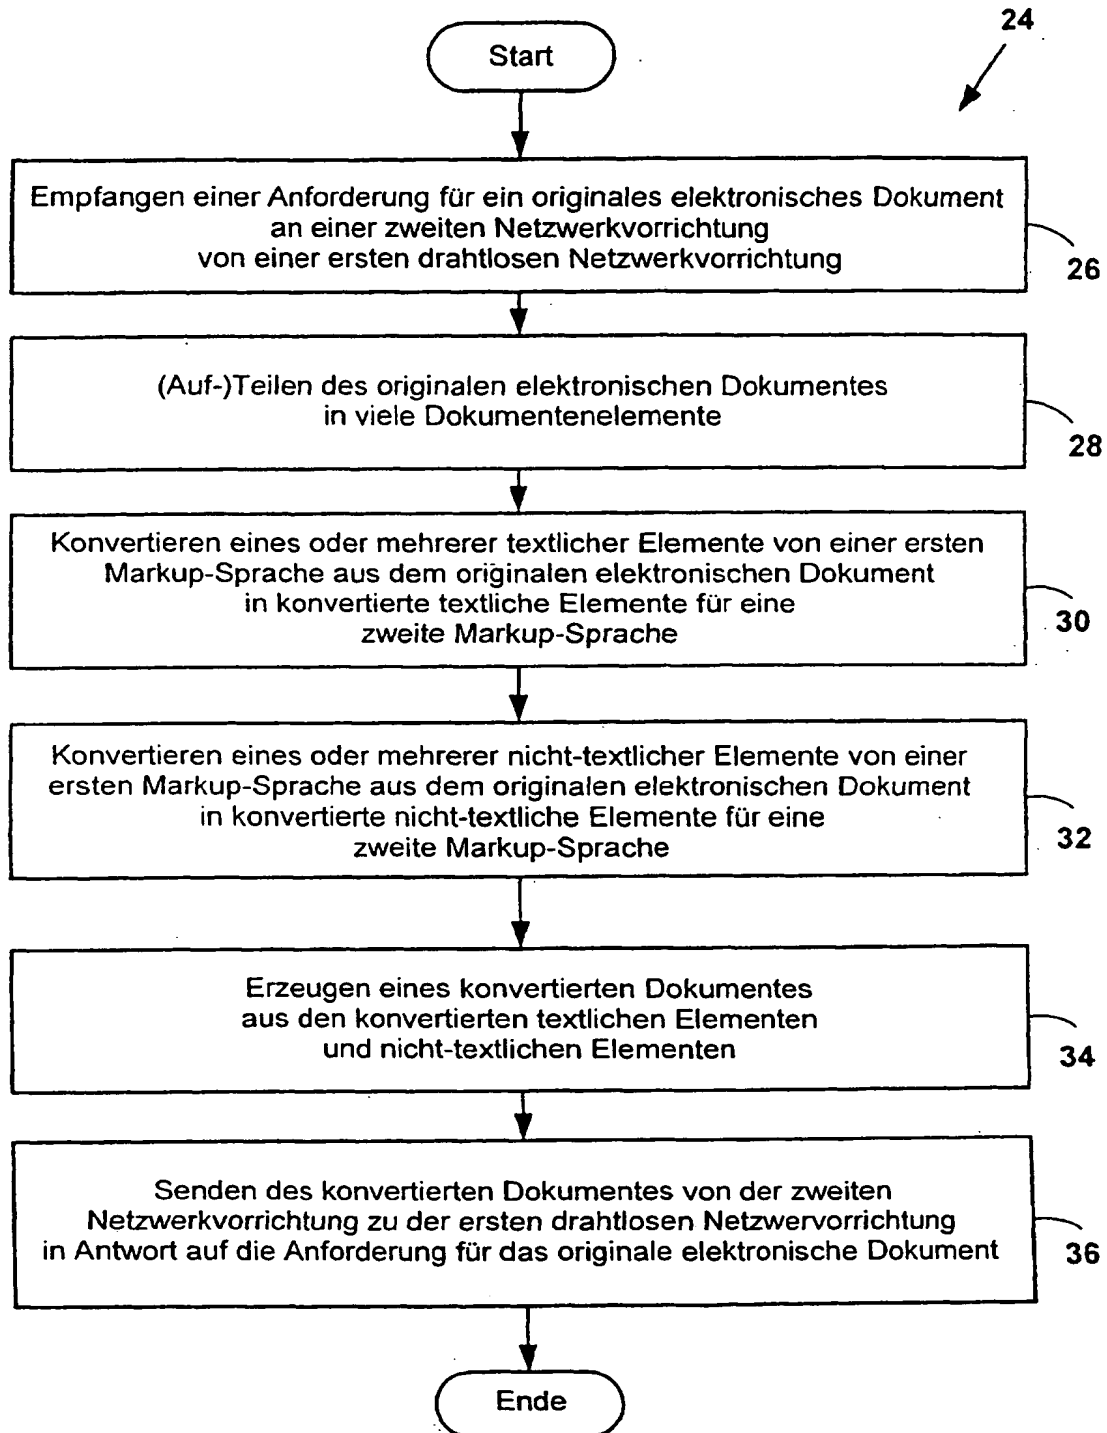 24
Start
Empfangen einer Anforderung für ein originales elektronisches Dokument
an einer zweiten Netzwerkvorrichtung
von einer ersten drahtlosen Netzwerkvorrichtung
26
(Auf-)Teilen des originalen elektronischen Dokumentes
in viele Dokumentenelemente
28
Konvertieren eines oder mehrerer textlicher Elemente von einer ersten
Markup-Sprache aus dem originalen elektronischen Dokument
in konvertierte textliche Elemente für eine
zweite Markup-Sprache
30
Konvertieren eines oder mehrerer nicht-textlicher Elemente von einer
ersten Markup-Sprache aus dem originalen elektronischen Dokument
in konvertierte nicht-textliche Elemente für eine
zweite Markup-Sprache
32
Erzeugen eines konvertierten Dokumentes
aus den konvertierten textlichen Elementen
und nicht-textlichen Elementen
34
Senden des konvertierten Dokumentes von der zweiten
Netzwerkvorrichtung zu der ersten drahtlosen Netzwervorrichtung
in Antwort auf die Anforderung für das originale elektronische Dokument
36
Ende